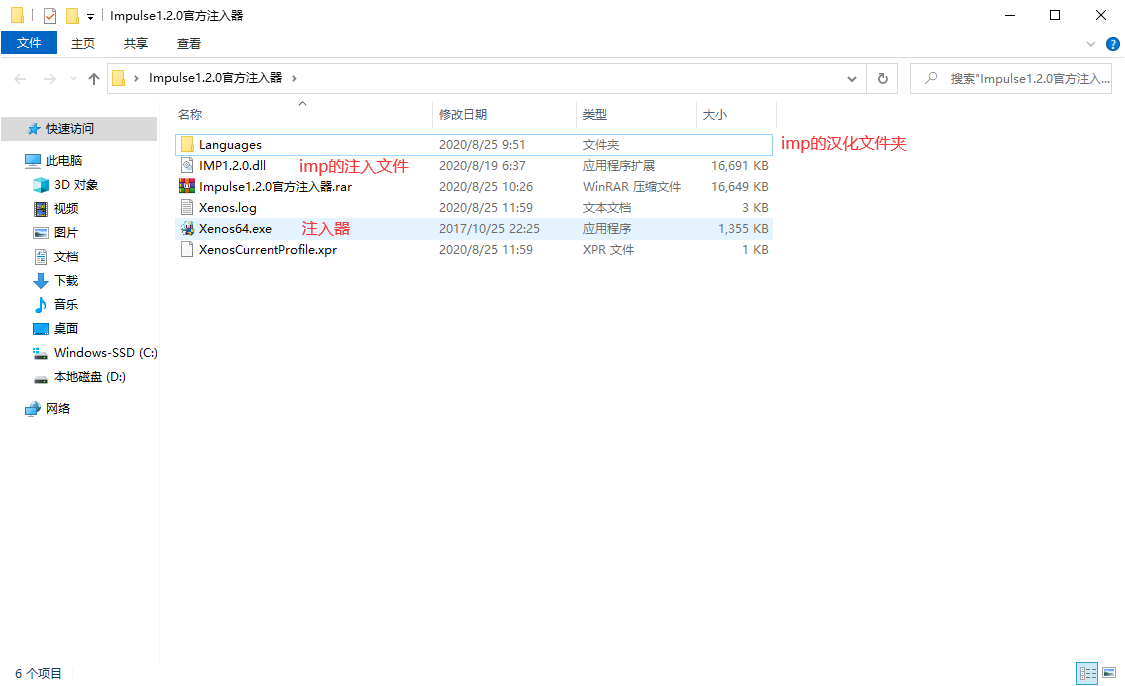 Impulse1.2.0官方注入器
文件 主页 共享 查看
Impulse1.2.0官方注入器 搜索"Impulse1.2.0官方注入...
名称 修改日期 类型 大小
快速访问
此电脑
3D 对象
视频
图片
文档
下载
音乐
桌面
Windows-SSD (C:)
本地磁盘 (D:)
网络
Languages 2020/8/25 9:51 文件夹 imp的汉化文件夹
IMP1.2.0.dll imp的注入文件 2020/8/19 6:37 应用程序扩展 16,691 KB
Impulse1.2.0官方注入器.rar 2020/8/25 10:26 WinRAR 压缩文件 16,649 KB
Xenos.log 2020/8/25 11:59 文本文档 3 KB
Xenos64.exe 注入器 2017/10/25 22:25 应用程序 1,355 KB
XenosCurrentProfile.xpr 2020/8/25 11:59 XPR 文件 1 KB
6 个项目